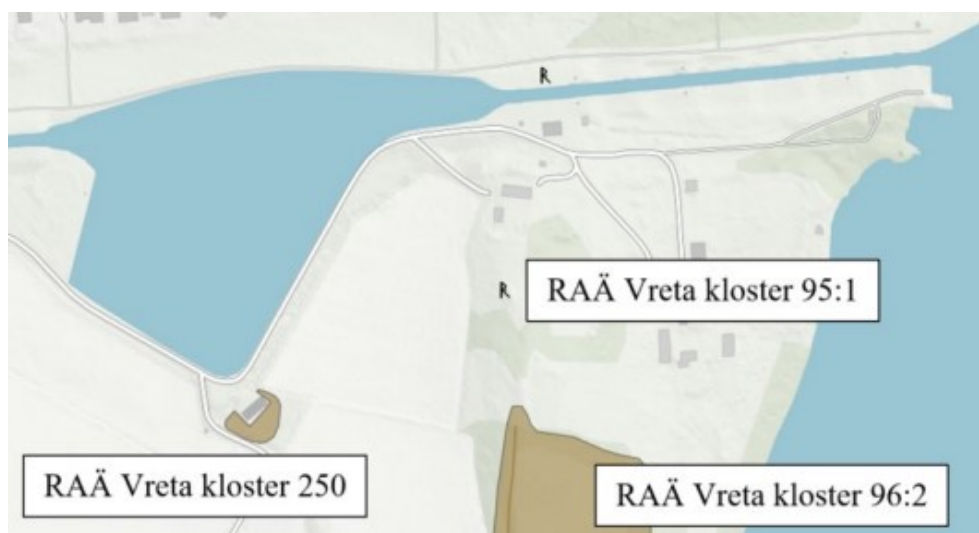 R
R
RAÄ Vreta kloster 95:1
RAÄ Vreta kloster 250
RAÄ Vreta kloster 96:2